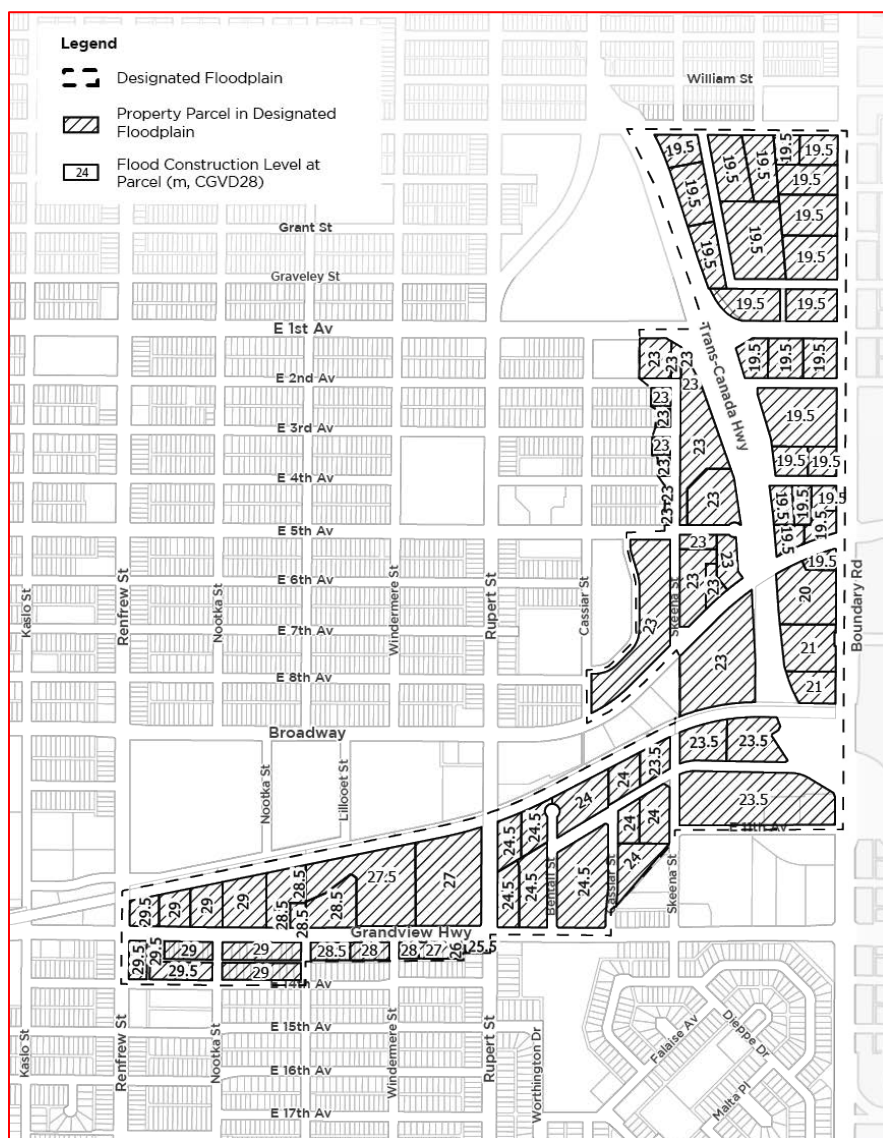 Legend
Designated Floodplain
Property Parcel in Designated
Floodplain
24
Flood Construction Level at
Parcel (m, CGVD28)
William St
19.5
19.5
19.5
19.5
19.5
19.5
19.5
19.5
19.5
19.5
19.5
19.5
19.5
19.5
Grant St
Graveley St
E 1st Av
Trans-Canada Hwy
23
23
23
23
19.5
19.5
19.5
E 2nd Av
23
23
19.5
E 3rd Av
23
23
23
19.5
19.5
E 4th Av
23
23
23
19.5
19.5
19.5
19.5
19.5
19.5
E 5th Av
23
23
23
23
E 6th Av
20
Kaslo St
Renfrew St
Nootka St
Windermere St
Rupert St
Cassiar St
Skeena St
Boundary Rd
23
E 7th Av
23
21
E 8th Av
21
Broadway
23.5
23.5
23.5
24
24
23.5
E 11th Av
Nootka St
Lillooet St
24
24
24
24.5
24.5
24.5
24.5
24.5
Bentall St
Cassiar St
Skeena St
29.5
29
29
29
28.5
28.5
28.5
28.5
27.5
27
Grandview Hwy
29.5
29.5
29
29
28.5
28
28
27
26
25.5
29.5
29
E 14th Av
E 15th Av
E 16th Av
E 17th Av
Kaslo St
Renfrew St
Nootka St
Windermere St
Rupert St
Worthington Dr
Falaise Av
Dieppe Dr
Malta Pl